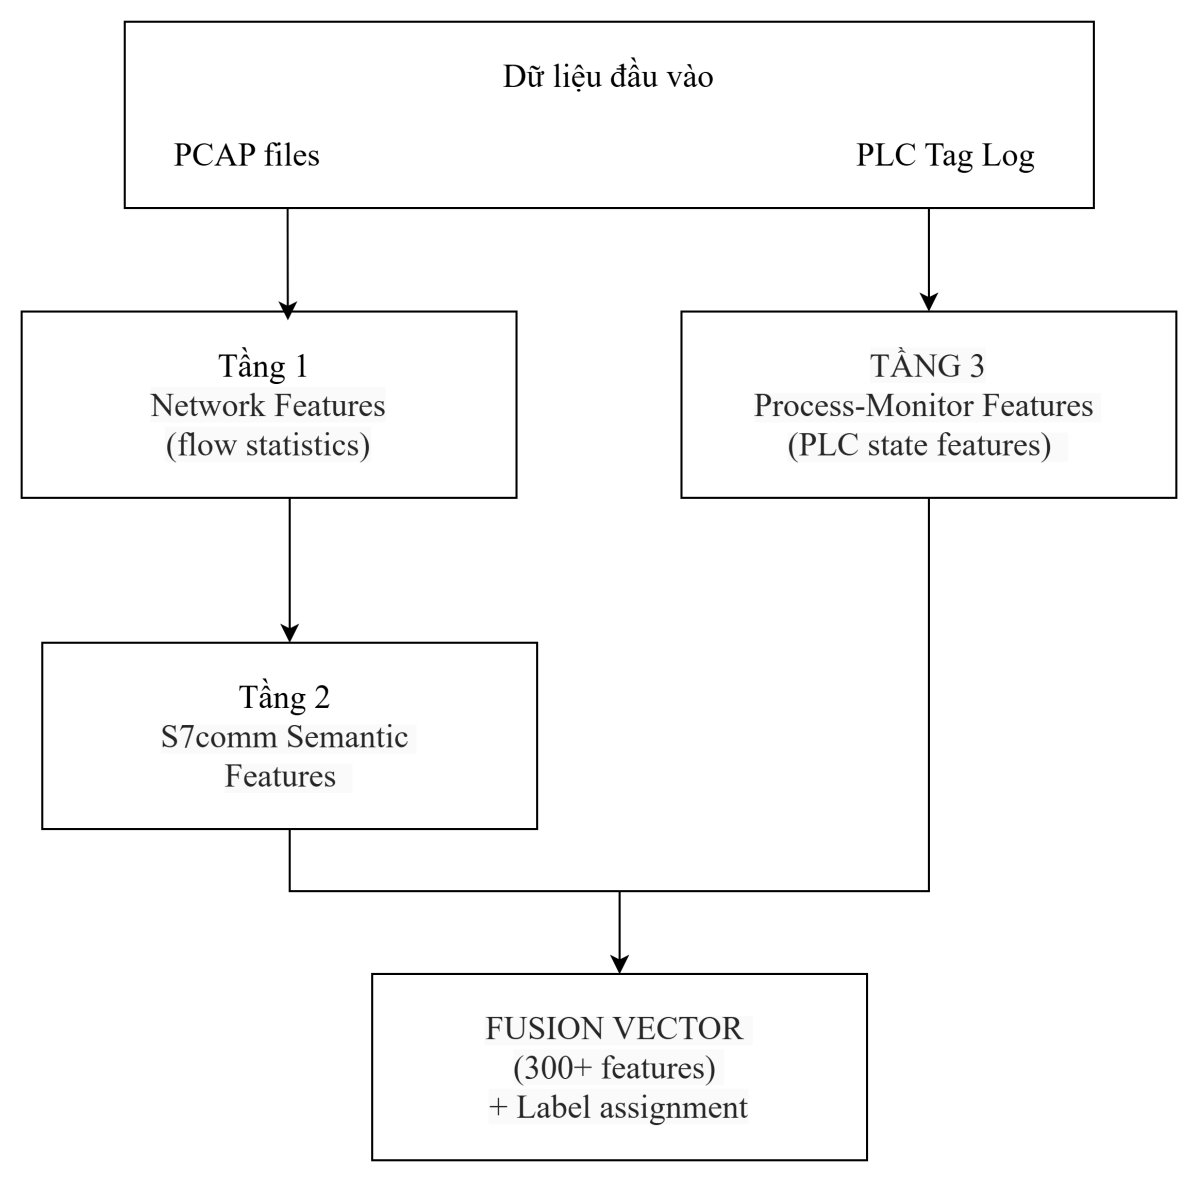 Dữ liệu đầu vào
PCAP files
PLC Tag Log
Tầng 1
Network Features
(flow statistics)
TẦNG 3
Process-Monitor Features
(PLC state features)
Tầng 2
S7comm Semantic
Features
FUSION VECTOR
(300+ features)
+ Label assignment